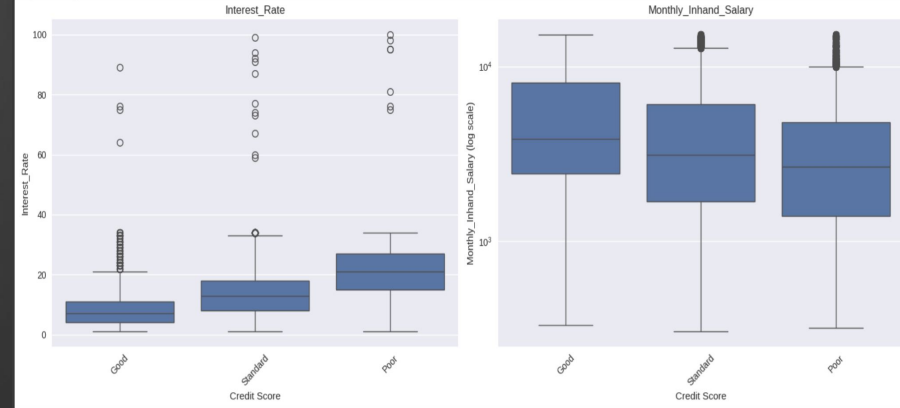 Interest_Rate
Interest_Rate
100
80
60
40
20
0
Good
Standard
Poor
Credit Score
Monthly_Inhand_Salary
Monthly_Inhand_Salary (log scale)
10⁴
10³
Good
Standard
Poor
Credit Score